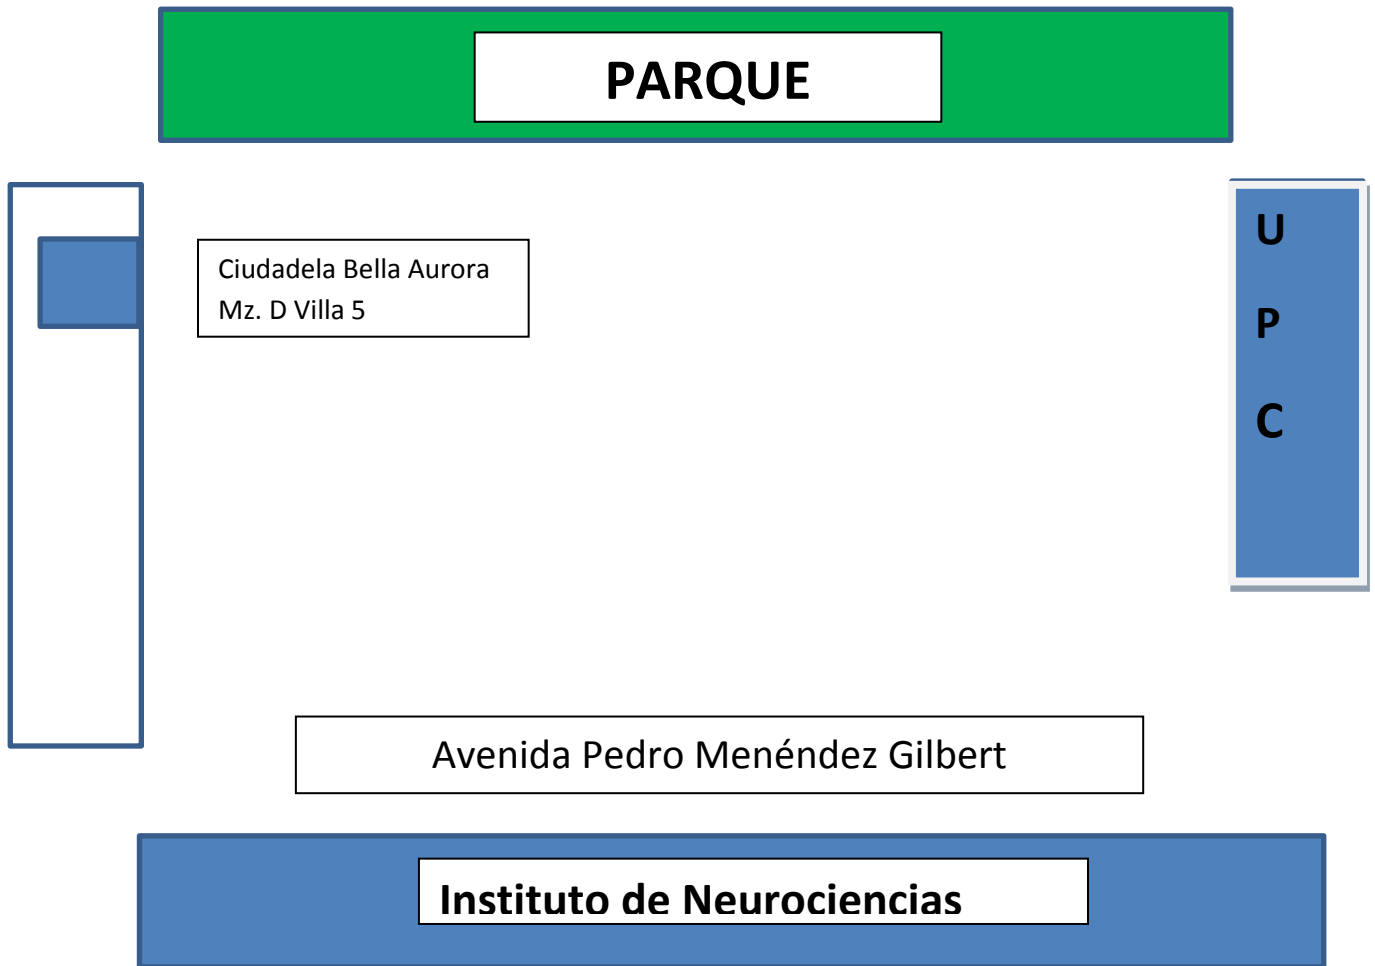 PARQUE
Ciudadela Bella Aurora
Mz. D Villa 5
U
P
C
Avenida Pedro Menéndez Gilbert
Instituto de Neurociencias